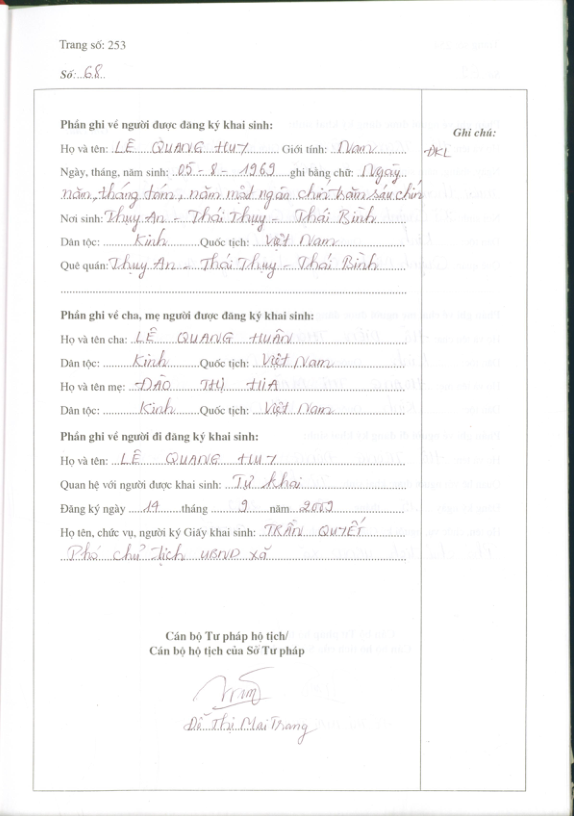 Trang số: 253
Số: 68
Phần ghi về người được đăng ký khai sinh:
Ghi chú:
Họ và tên: LÊ QUANG HUY Giới tính: Nam
ĐKL
Ngày, tháng, năm sinh: 05-8-1969 ghi bằng chữ: Ngày
năm, tháng tám, năm một ngàn chín trăm sáu chín
Nơi sinh: Thụy An - Thái Thụy - Thái Bình
Dân tộc: Kinh Quốc tịch: Việt Nam
Quê quán: Thụy An - Thái Thụy - Thái Bình
Phần ghi về cha, mẹ người được đăng ký khai sinh:
Họ và tên cha: LÊ QUANG HUÂN
Dân tộc: Kinh Quốc tịch: Việt Nam
Họ và tên mẹ: ĐÀO THỊ HIA
Dân tộc: Kinh Quốc tịch: Việt Nam
Phần ghi về người đi đăng ký khai sinh:
Họ và tên: LÊ QUANG HUY
Quan hệ với người được khai sinh: Tự khai
Đăng ký ngày 14 tháng 9 năm 2009
Họ tên, chức vụ, người ký Giấy khai sinh: TRẦN QUYẾT
Phó chủ tịch UBND xã
Cán bộ Tư pháp hộ tịch/
Cán bộ hộ tịch của Sở Tư pháp
Đỗ Thị Mai Trang